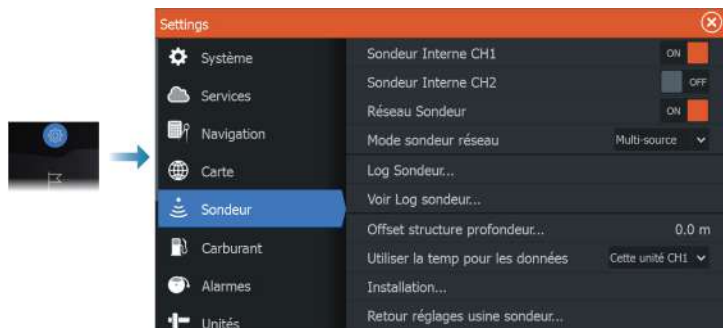 Settings
Système
Services
Navigation
Carte
Sondeur
Carburant
Alarmes
Unités
Sondeur Interne CH1 ON
Sondeur Interne CH2 OFF
Réseau Sondeur ON
Mode sondeur réseau Multi-source
Log Sondeur...
Voir Log sondeur...
Offset structure profondeur... 0.0 m
Utiliser la temp pour les données Cette unité CH1
Installation...
Retour réglages usine sondeur...